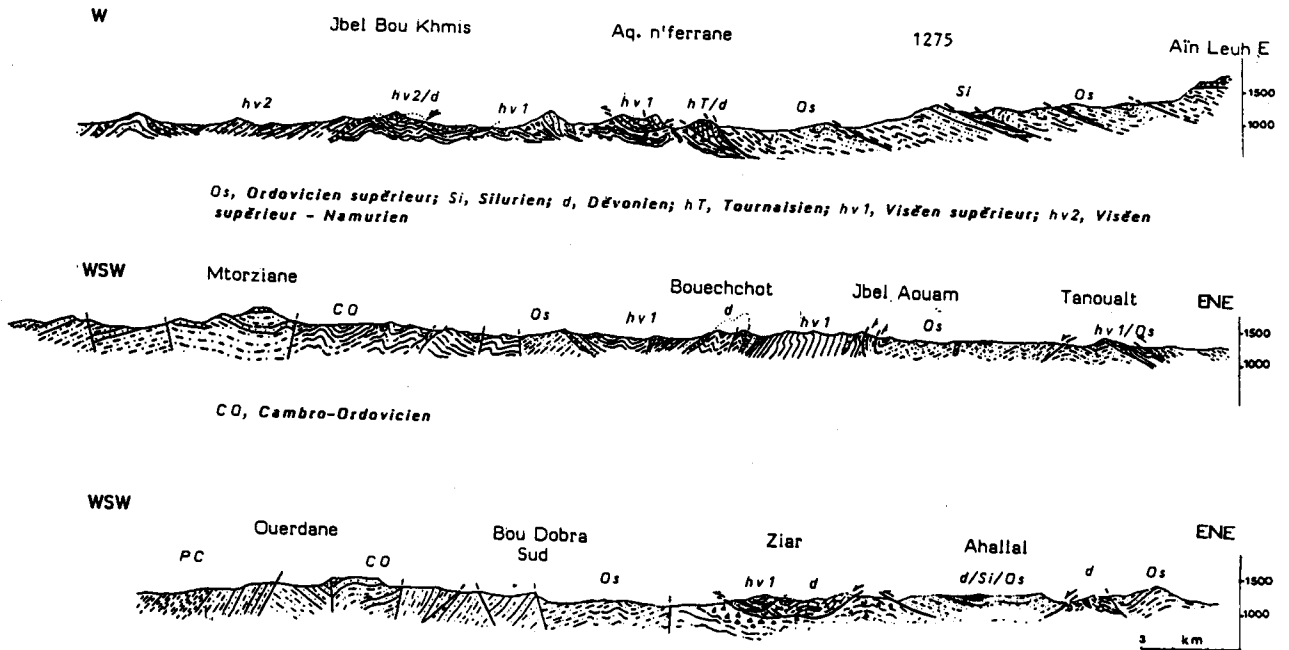 W
Jbel Bou Khmis
Aq. n'ferrane
1275
Aïn Leuh E
hv2
hv2/d
hv1
hv1
hT/d
Os
Si
Os
1500
1000
Os, Ordovicien supérieur; Si, Silurien; d, Dévonien; hT, Tournaisien; hv1, Viséen supérieur; hv2, Viséen
supérieur - Namurien
WSW
Mtorziane
Bouechchot
Jbel Aouam
Tanoualt
ENE
CO
Os
hv1
d
hv1
Os
hv1/Os
1500
1000
CO, Cambro-Ordovicien
WSW
Ouerdane
Bou Dobra
Sud
Ziar
Ahallal
ENE
PC
CO
Os
hv1
d
d/Si/Os
d
Os
1500
1000
3 km